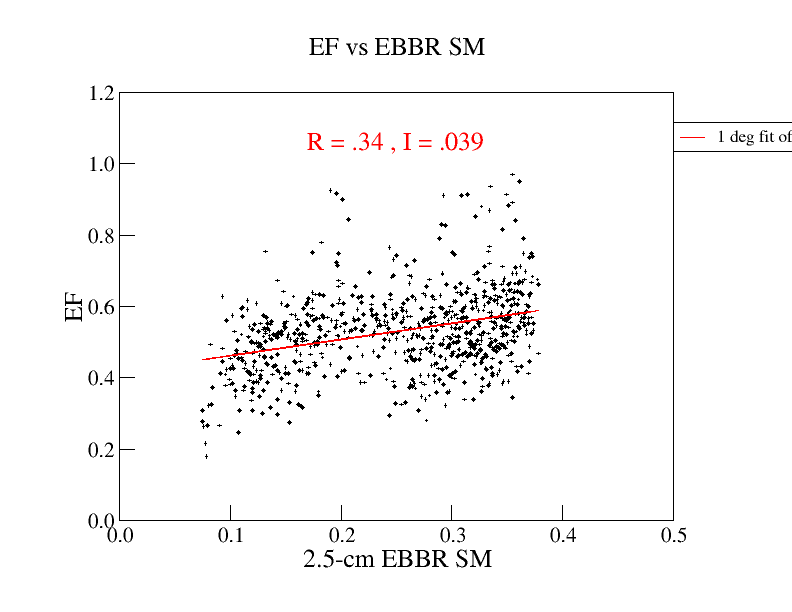 EF vs EBBR SM
1.2
1.0
0.8
0.6
0.4
0.2
0.0
EF
R = .34 , I = .039
1 deg fit of
0.0 0.1 0.2 0.3 0.4 0.5
2.5-cm EBBR SM